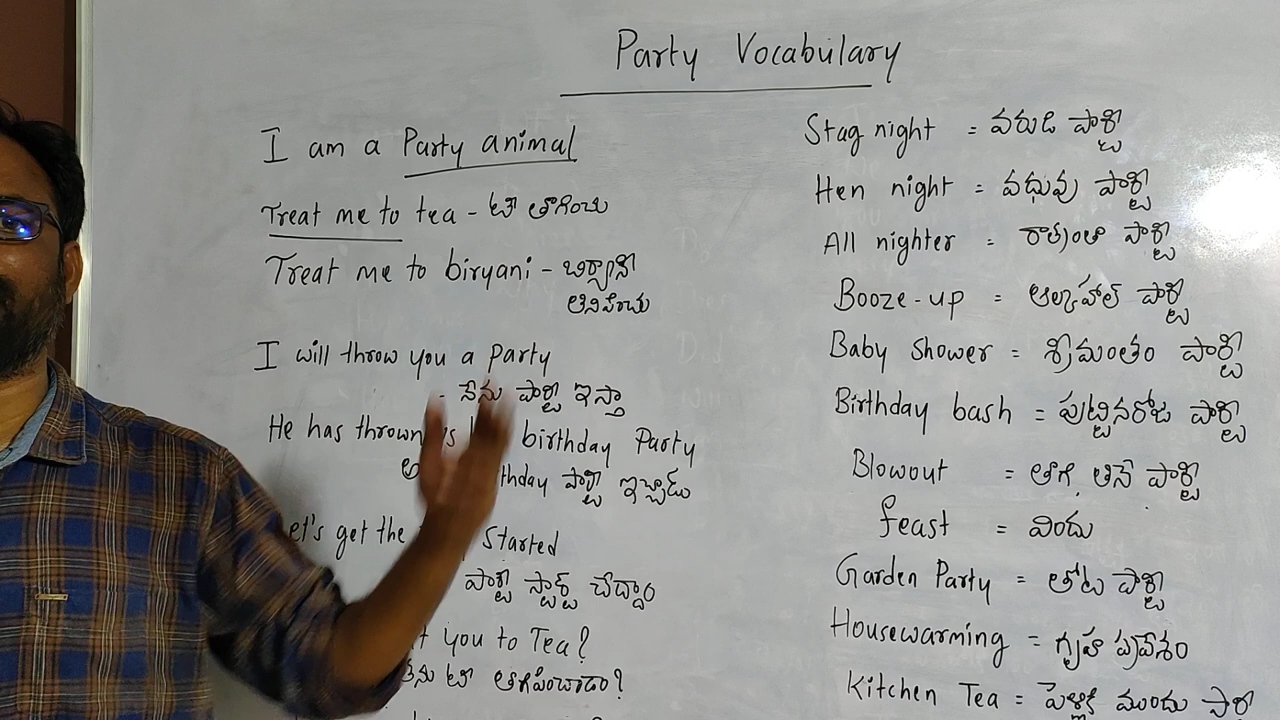 Party Vocabulary
I am a Party animal
Treat me to tea - టీ తాగించు
Treat me to biryani - బిర్యానీ
తినిపించు
I will throw you a Party
- నేను పార్టీ ఇస్తా
He has thrown birthday Party
పార్టీ ఇచ్చాడు
get the Started
పార్టీ స్టార్ట్ చేద్దాం
you to Tea?
టీ
Stag night = వరుడి పార్టీ
Hen night = వధువు పార్టీ
All nighter = రాత్రంతా పార్టీ
Booze-up = ఆల్కహాల్ పార్టీ
Baby Shower = శ్రీమంతం పార్టీ
Birthday bash = పుట్టినరోజు పార్టీ
Blowout = తాగే, తినే పార్టీ
feast = విందు
Garden Party = తోట పార్టీ
Housewarming = గృహ ప్రవేశం
Kitchen Tea = పెళ్లికి ముందు పార్టీ